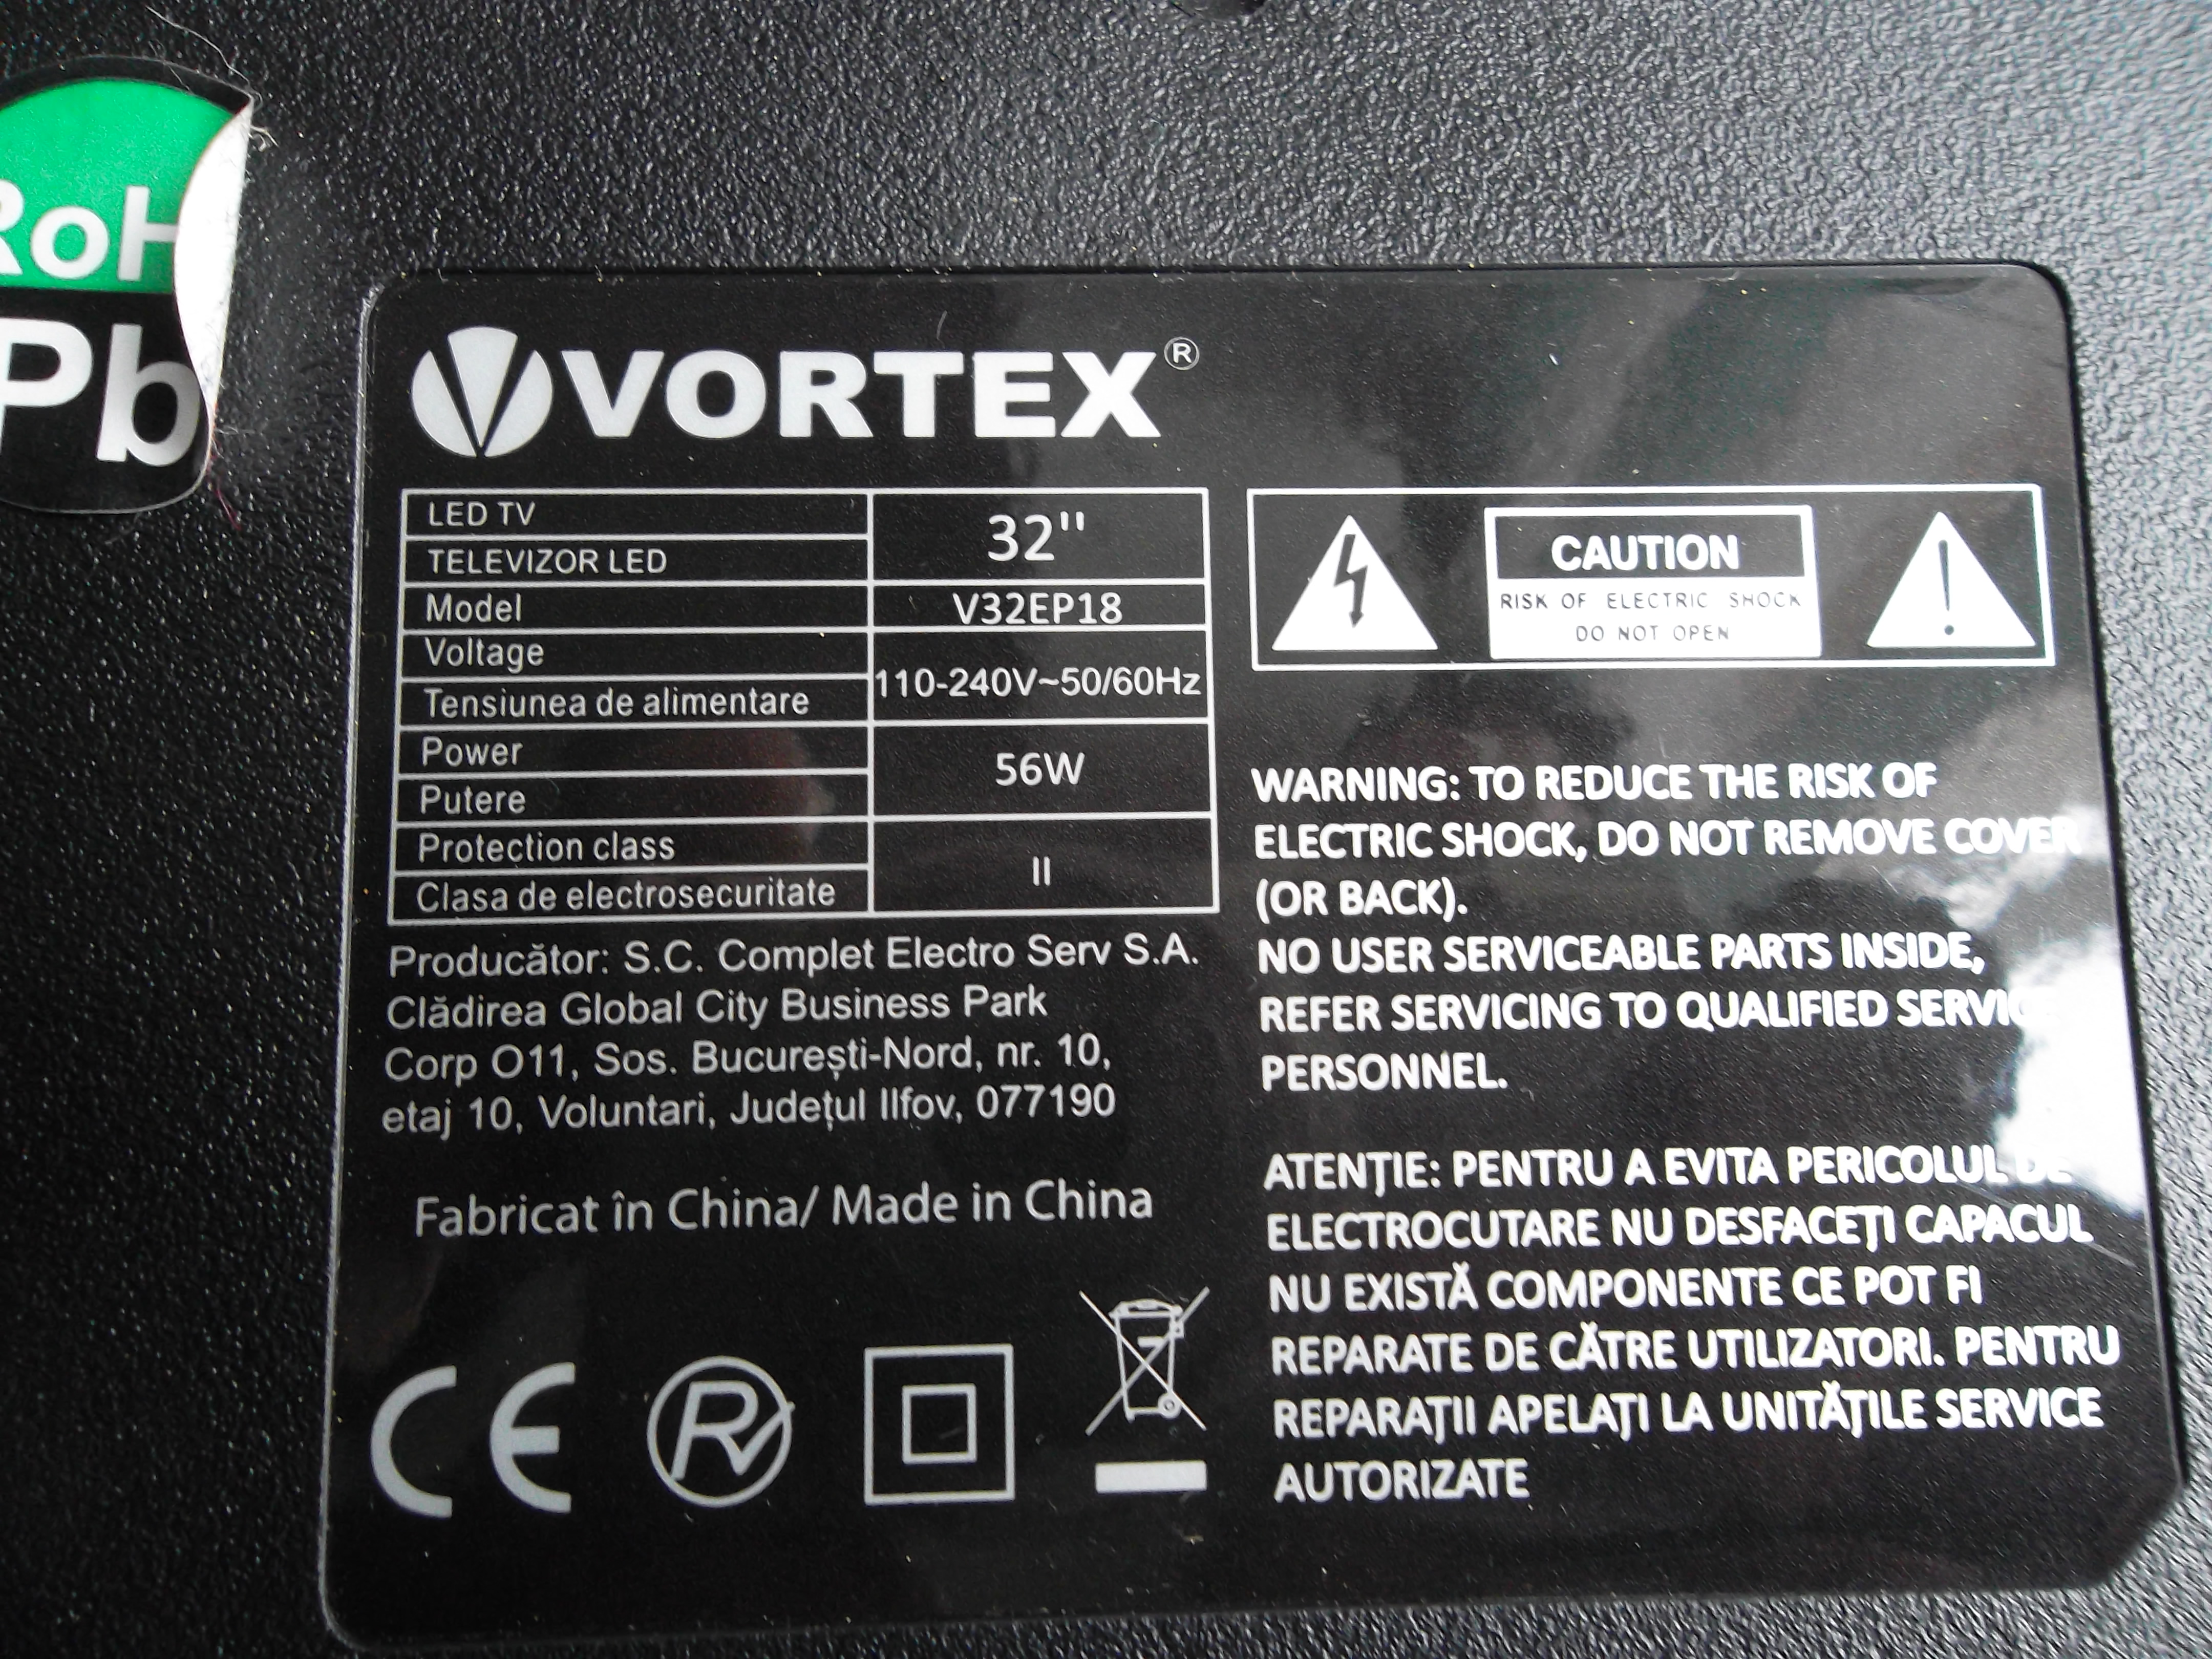 RoH
Pb
VORTEX®
LED TV
TELEVIZOR LED
32"
Model
V32EP18
Voltage
Tensiunea de alimentare
110-240V~50/60Hz
Power
Putere
56W
Protection class
Clasa de electrosecuritate
II
Producător: S.C. Complet Electro Serv S.A.
Clădirea Global City Business Park
Corp O11, Sos. București-Nord, nr. 10,
etaj 10, Voluntari, Județul Ilfov, 077190
Fabricat în China/ Made in China
CE
R
CAUTION
RISK OF ELECTRIC SHOCK
DO NOT OPEN
WARNING: TO REDUCE THE RISK OF
ELECTRIC SHOCK, DO NOT REMOVE COVER
(OR BACK).
NO USER SERVICEABLE PARTS INSIDE,
REFER SERVICING TO QUALIFIED
PERSONNEL.
ATENȚIE: PENTRU A EVITA PERICOLUL DE
ELECTROCUTARE NU DESFACEȚI CAPACUL
NU EXISTĂ COMPONENTE CE POT FI
REPARATE DE CĂTRE UTILIZATORI. PENTRU
REPARAȚII APELAȚI LA UNITĂȚILE SERVICE
AUTORIZATE